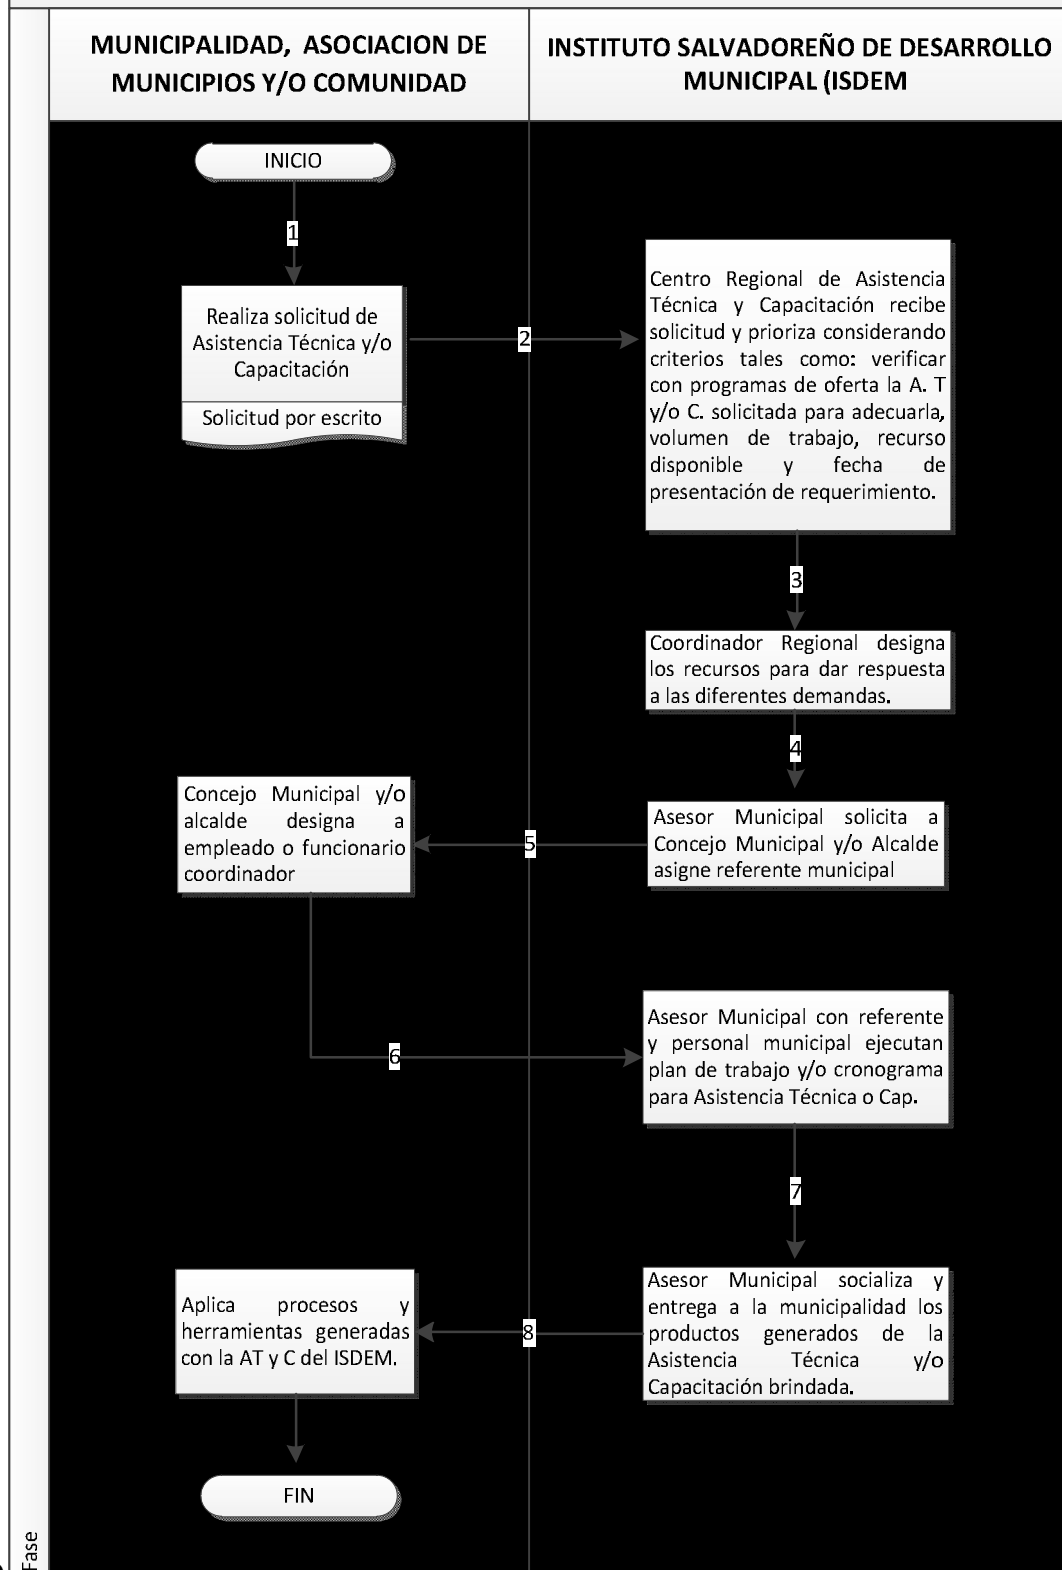 MUNICIPALIDAD, ASOCIACION DE
MUNICIPIOS Y/O COMUNIDAD
INSTITUTO SALVADOREÑO DE DESARROLLO
MUNICIPAL (ISDEM
INICIO
1
Realiza solicitud de
Asistencia Técnica y/o
Capacitación
Solicitud por escrito
2
Centro Regional de Asistencia
Técnica y Capacitación recibe
solicitud y prioriza considerando
criterios tales como: verificar
con programas de oferta la A. T
y/o C. solicitada para adecuarla,
volumen de trabajo, recurso
disponible y fecha de
presentación de requerimiento.
3
Coordinador Regional designa
los recursos para dar respuesta
a las diferentes demandas.
4
Asesor Municipal solicita a
Concejo Municipal y/o Alcalde
asigne referente municipal
5
Concejo Municipal y/o
alcalde designa a
empleado o funcionario
coordinador
6
Asesor Municipal con referente
y personal municipal ejecutan
plan de trabajo y/o cronograma
para Asistencia Técnica o Cap.
7
Asesor Municipal socializa y
entrega a la municipalidad los
productos generados de la
Asistencia Técnica y/o
Capacitación brindada.
8
Aplica procesos y
herramientas generadas
con la AT y C del ISDEM.
FIN
Fase